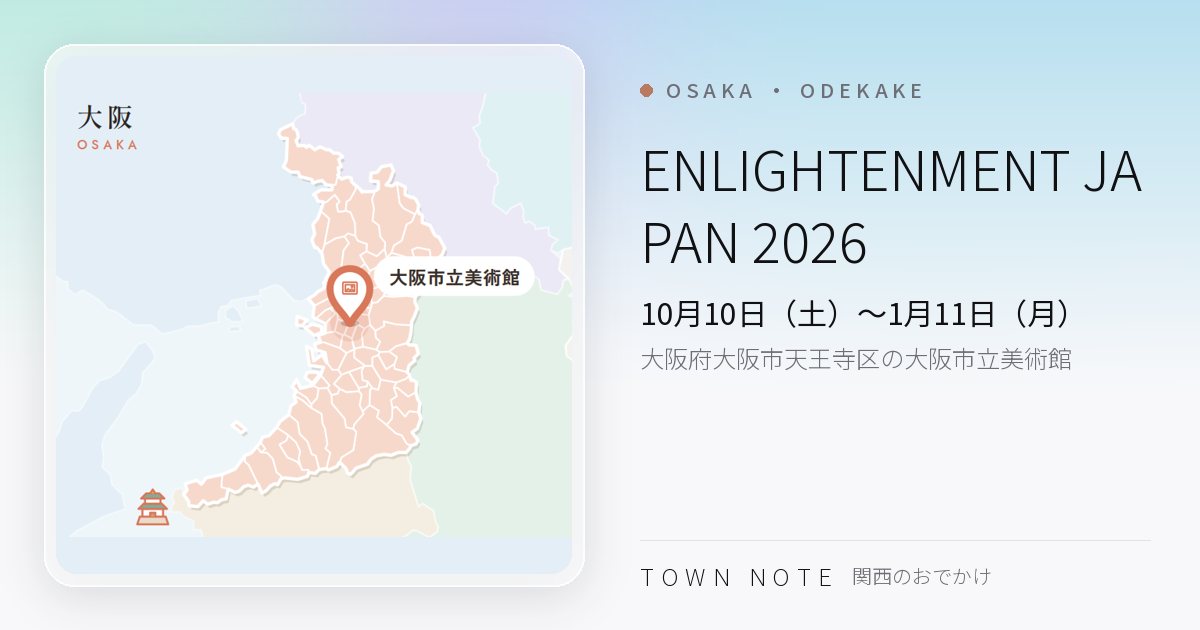 大阪
OSAKA
大阪市立美術館
OSAKA • ODEKAKE
ENLIGHTENMENT JA
PAN 2026
10月10日（土）〜1月11日（月）
大阪府大阪市天王寺区の大阪市立美術館
TOWN NOTE 関西のおでかけ